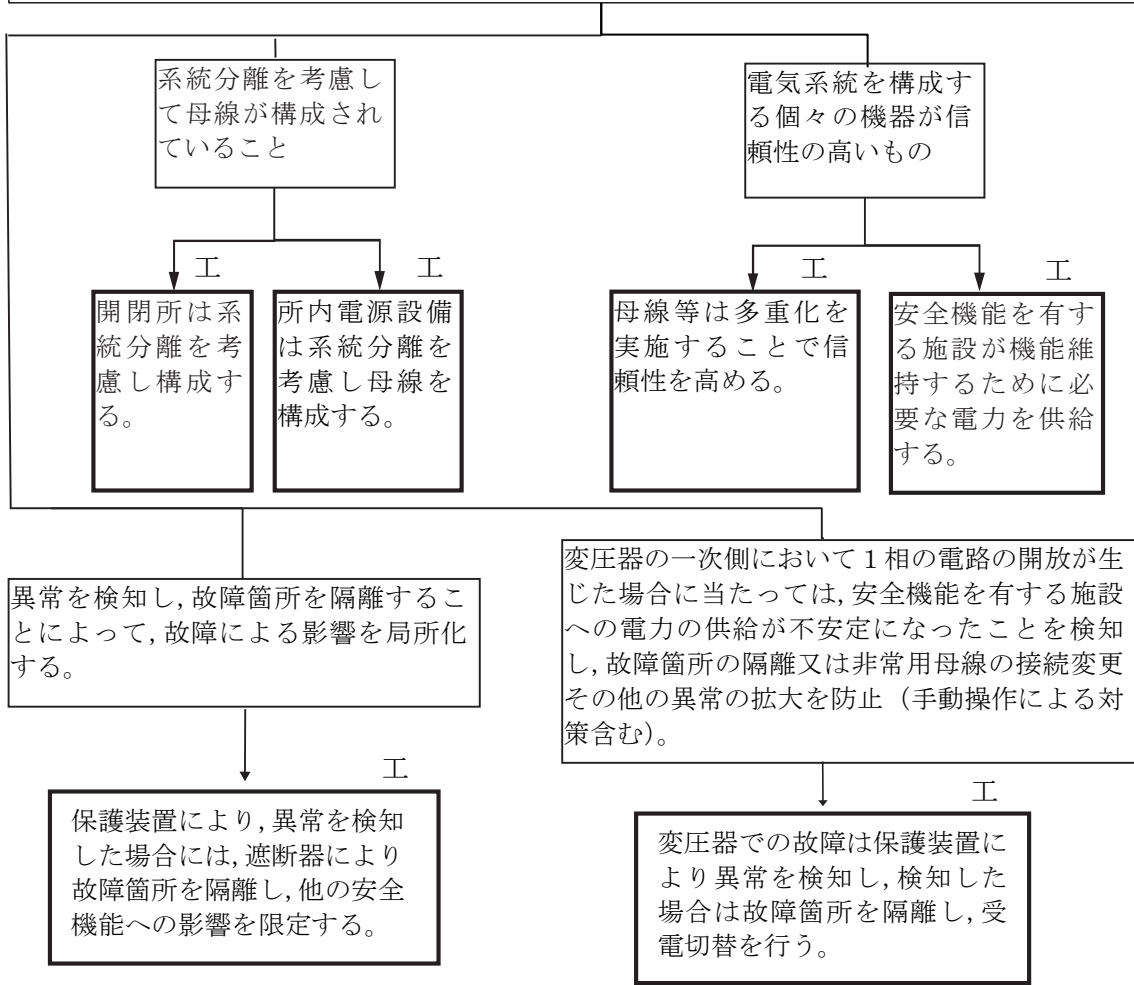 系統分離を考慮し
て母線が構成され
ていること
電気系統を構成す
る個々の機器が信
頼性の高いもの
工
開閉所は系
統分離を考
慮し構成す
る。
工
所内電源設備
は系統分離を
考慮し母線を
構成する。
工
母線等は多重化を
実施することで信
頼性を高める。
工
安全機能を有す
る施設が機能維
持するために必
要な電力を供給
する。
異常を検知し,故障箇所を隔離するこ
とによって,故障による影響を局所化
する。
変圧器の一次側において1相の電路の開放が生
じた場合に当たっては,安全機能を有する施設
への電力の供給が不安定になったことを検知
し,故障箇所の隔離又は非常用母線の接続変更
その他の異常の拡大を防止(手動操作による対
策含む)。
工
保護装置により,異常を検知
した場合には,遮断器により
故障箇所を隔離し,他の安全
機能への影響を限定する。
工
変圧器での故障は保護装置に
より異常を検知し,検知した
場合は故障箇所を隔離し,受
電切替を行う。